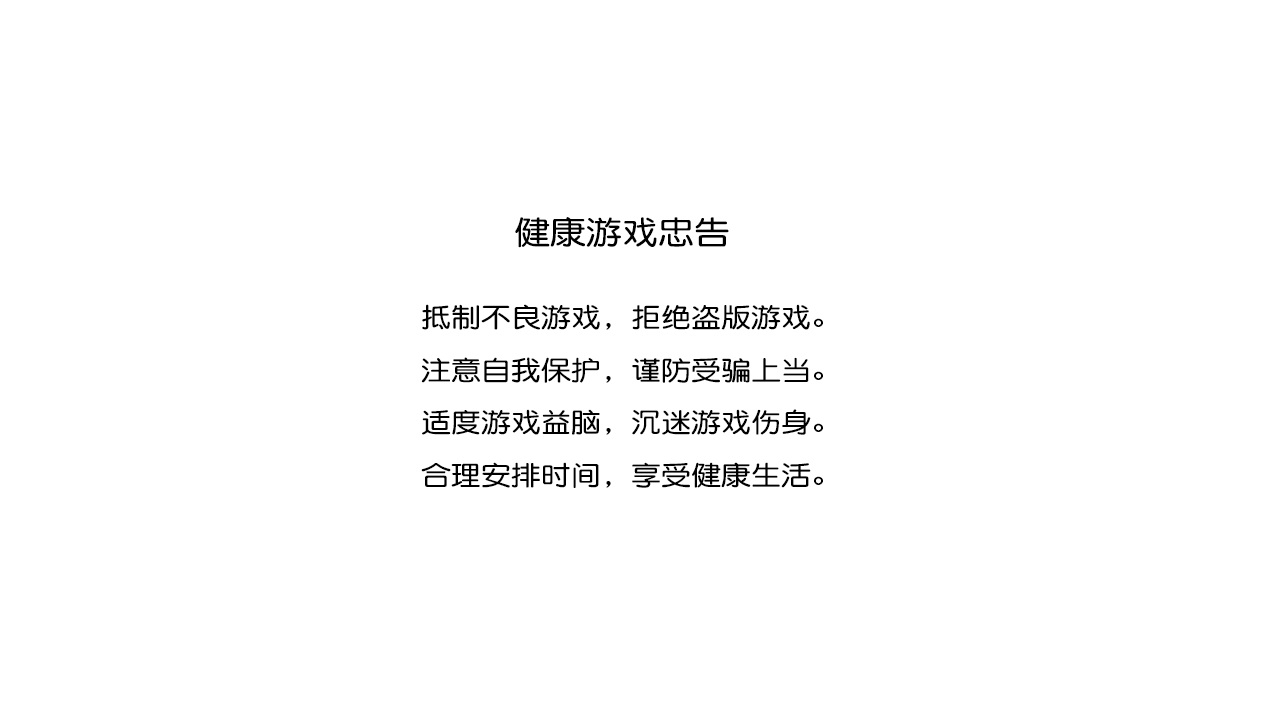 健康游戏忠告
抵制不良游戏，拒绝盗版游戏。
注意自我保护，谨防受骗上当。
适度游戏益脑，沉迷游戏伤身。
合理安排时间，享受健康生活。